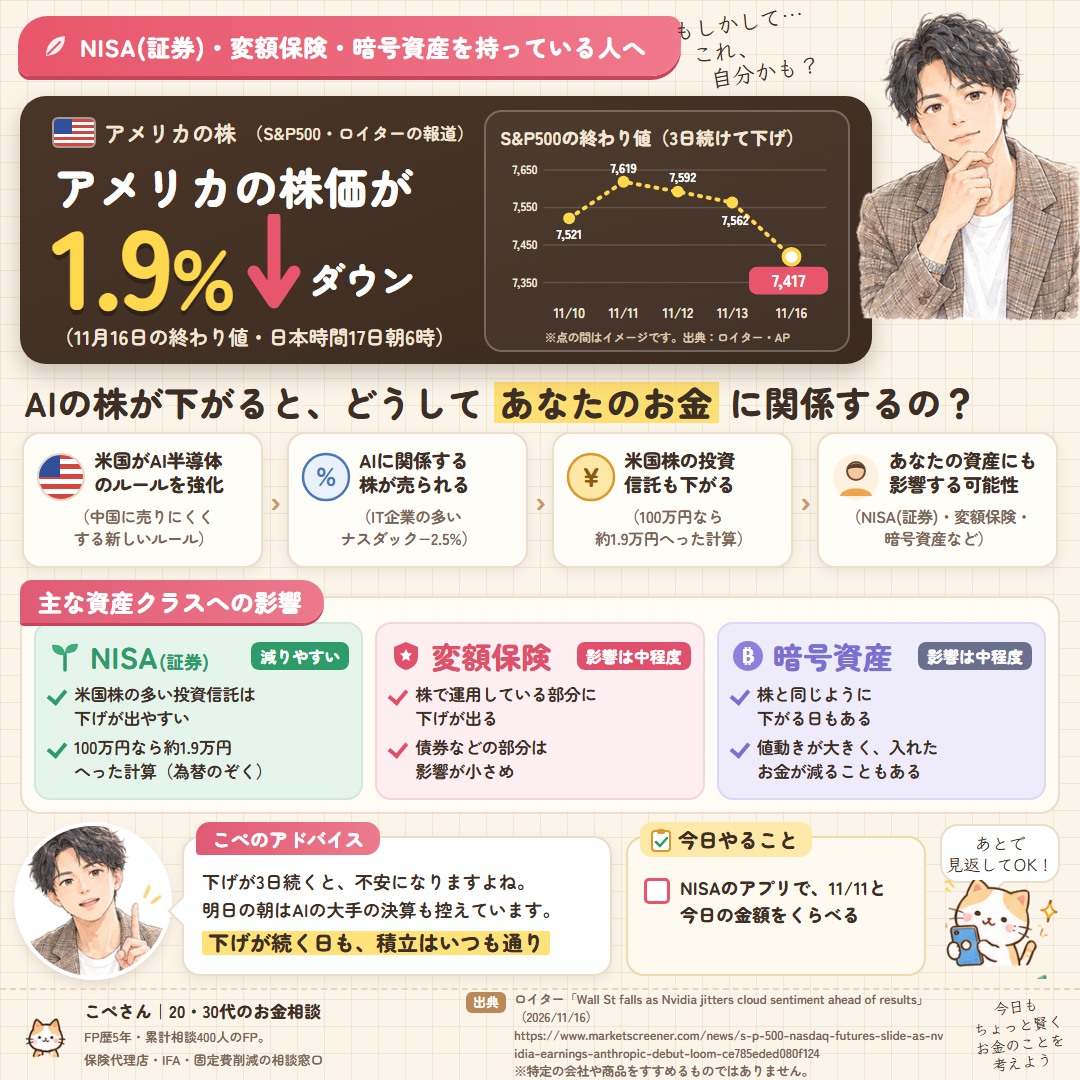 NISA(証券)・変額保険・暗号資産を持っている人へ
もしかして…
これ、
自分かも？
アメリカの株 （S&P500・ロイターの報道）
アメリカの株価が
1.9% ダウン
（11月16日の終わり値・日本時間17日朝6時）
S&P500の終わり値（3日続けて下げ）
7,650
7,550
7,450
7,350
7,521
7,619
7,592
7,562
7,417
11/10 11/11 11/12 11/13 11/16
※点の間はイメージです。出典：ロイター・AP
AIの株が下がると、どうして あなたのお金 に関係するの？
米国がAI半導体
のルールを強化
（中国に売りにくく
する新しいルール）
›
%
AIに関係する
株が売られる
（IT企業の多い
ナスダック−2.5%）
›
¥
米国株の投資
信託も下がる
（100万円なら
約1.9万円へった計算）
›
あなたの資産にも
影響する可能性
（NISA(証券)・変額保険・
暗号資産など）
主な資産クラスへの影響
NISA(証券) 減りやすい
米国株の多い投資信託は
下げが出やすい
100万円なら約1.9万円
へった計算（為替のぞく）
変額保険 影響は中程度
株で運用している部分に
下げが出る
債券などの部分は
影響が小さめ
暗号資産 影響は中程度
株と同じように
下がる日もある
値動きが大きく、入れた
お金が減ることもある
こぺのアドバイス
下げが3日続くと、不安になりますよね。
明日の朝はAIの大手の決算も控えています。
下げが続く日も、積立はいつも通り
今日やること
NISAのアプリで、11/11と
今日の金額をくらべる
あとで
見返してOK！
こぺさん｜20・30代のお金相談
FP歴5年・累計相談400人のFP。
保険代理店・IFA・固定費削減の相談窓口
出典
ロイター「Wall St falls as Nvidia jitters cloud sentiment ahead of results」
（2026/11/16）
https://www.marketscreener.com/news/s-p-500-nasdaq-futures-slide-as-nv
idia-earnings-anthropic-debut-loom-ce785eded080f124
※特定の会社や商品をすすめるものではありません。
今日も
ちょっと賢く
お金のことを
考えよう